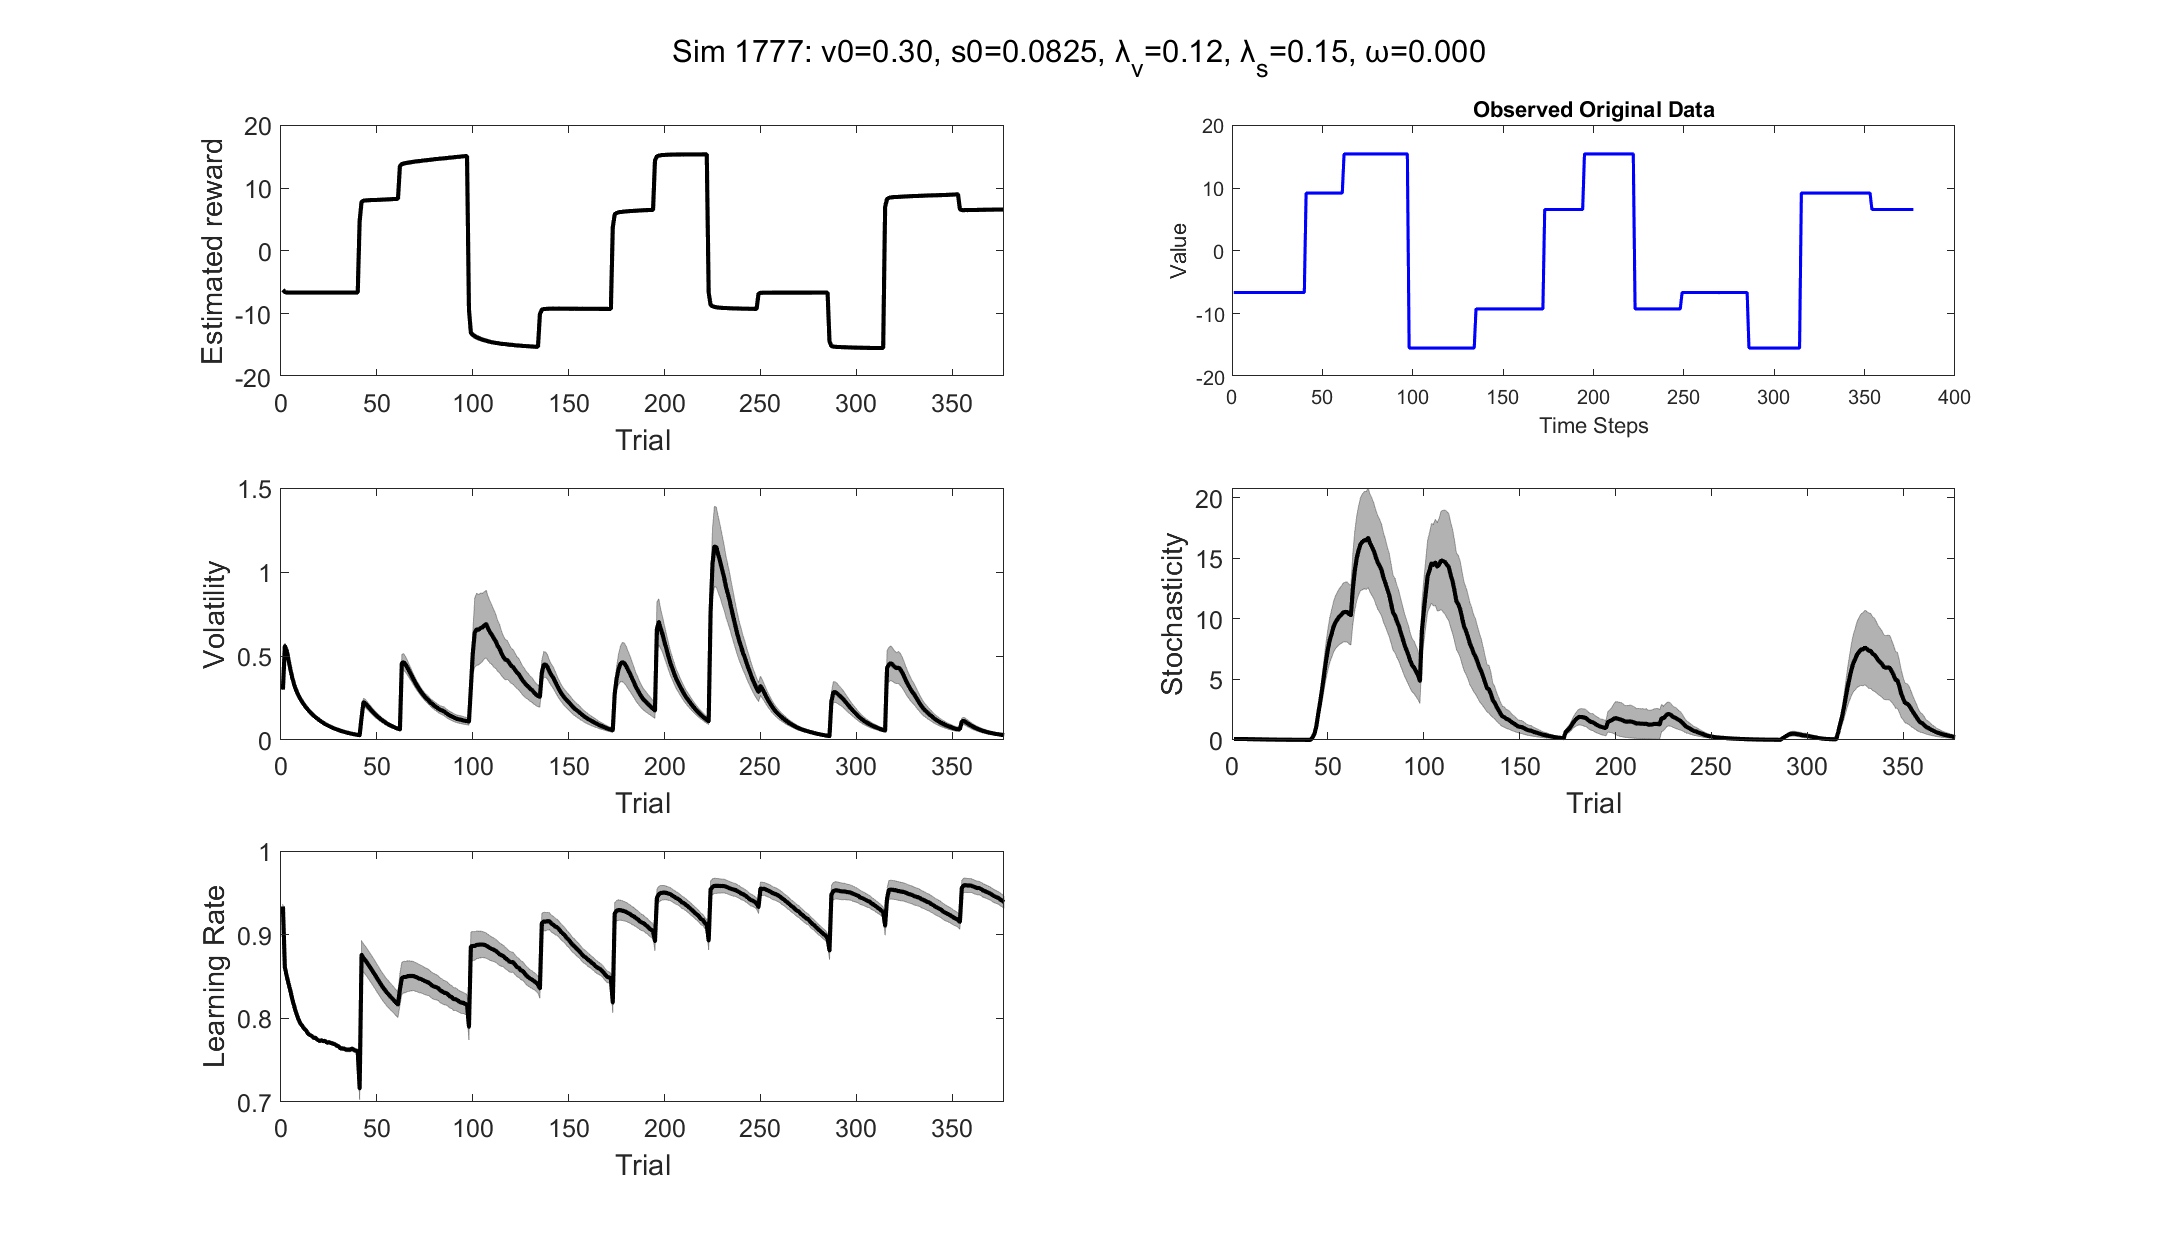 Sim 1777: v0=0.30, s0=0.0825, λv=0.12, λs=0.15, ω=0.000
Estimated reward
20
10
0
-10
-20
0 50 100 150 200 250 300 350
Trial
Observed Original Data
Value
20
10
0
-10
-20
0 50 100 150 200 250 300 350 400
Time Steps
Volatility
1.5
1
0.5
0
0 50 100 150 200 250 300 350
Trial
Stochasticity
20
15
10
5
0
0 50 100 150 200 250 300 350
Trial
Learning Rate
1
0.9
0.8
0.7
0 50 100 150 200 250 300 350
Trial